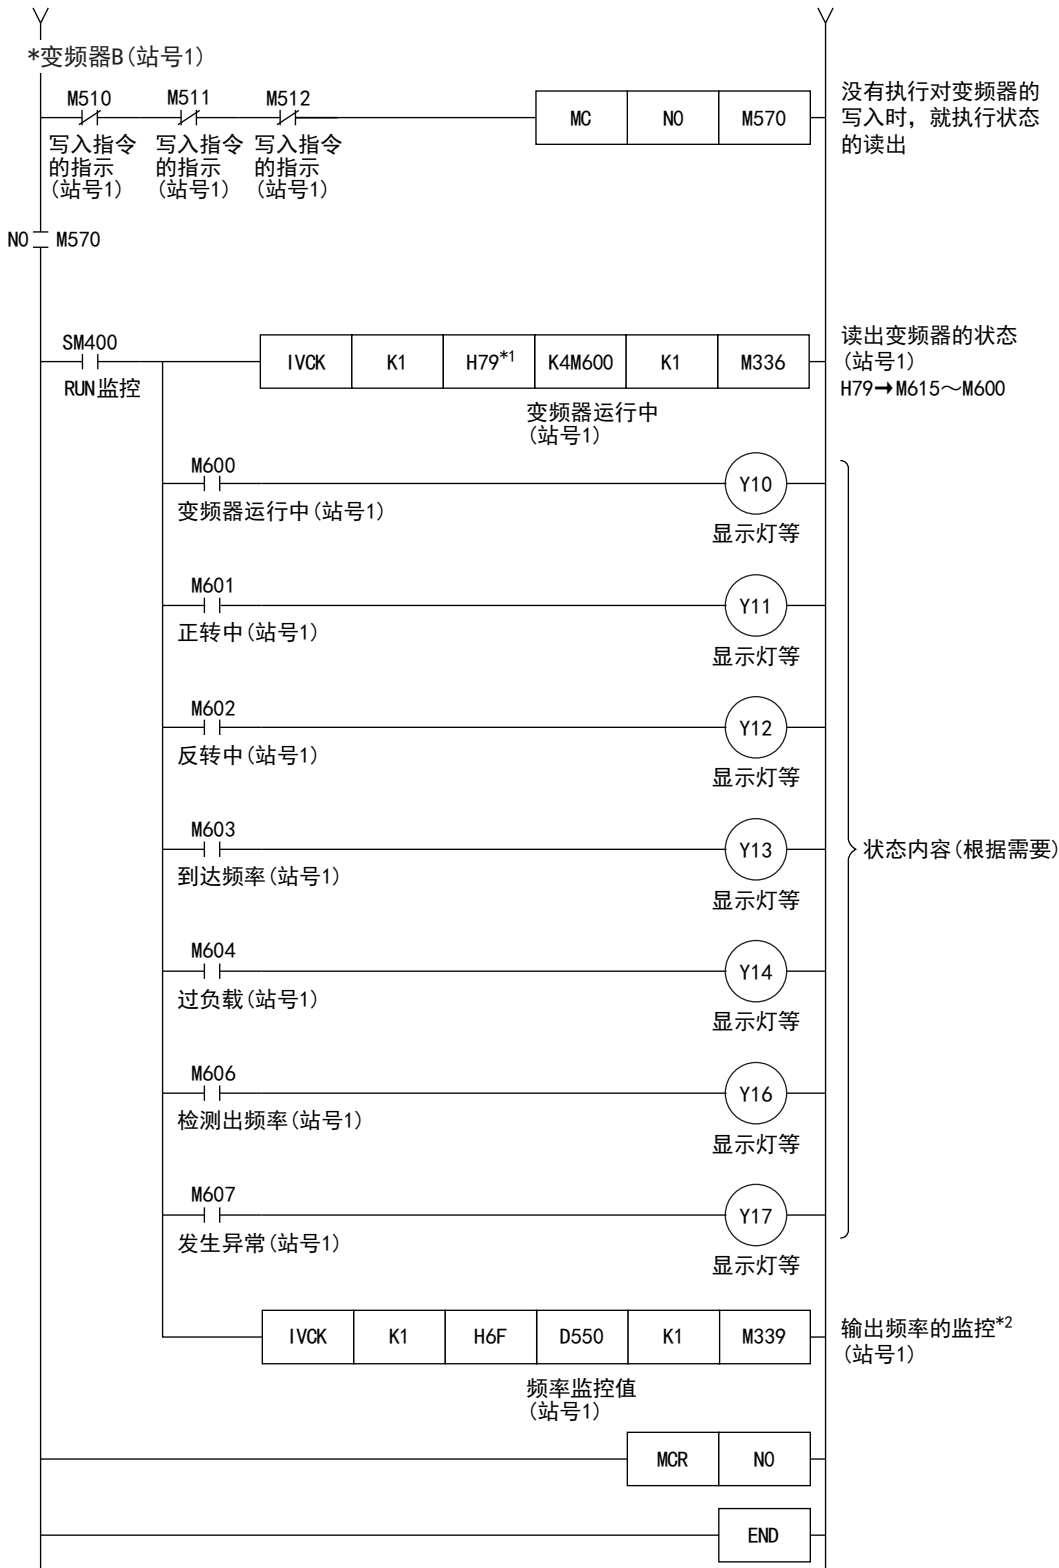 *变频器B(站号1)
M510 M511 M512
MC N0 M570
写入指令 写入指令 写入指令
的指示 的指示 的指示
(站号1) (站号1) (站号1)
没有执行对变频器的
写入时，就执行状态
的读出
N0 M570
SM400
RUN监控
IVCK K1 H79*1 K4M600 K1 M336
变频器运行中
(站号1)
读出变频器的状态
(站号1)
H79→M615～M600
M600
Y10
变频器运行中(站号1)
显示灯等
M601
Y11
正转中(站号1)
显示灯等
M602
Y12
反转中(站号1)
显示灯等
M603
Y13
到达频率(站号1)
显示灯等
状态内容(根据需要)
M604
Y14
过负载(站号1)
显示灯等
M606
Y16
检测出频率(站号1)
显示灯等
M607
Y17
发生异常(站号1)
显示灯等
IVCK K1 H6F D550 K1 M339
频率监控值
(站号1)
输出频率的监控*2
(站号1)
MCR N0
END